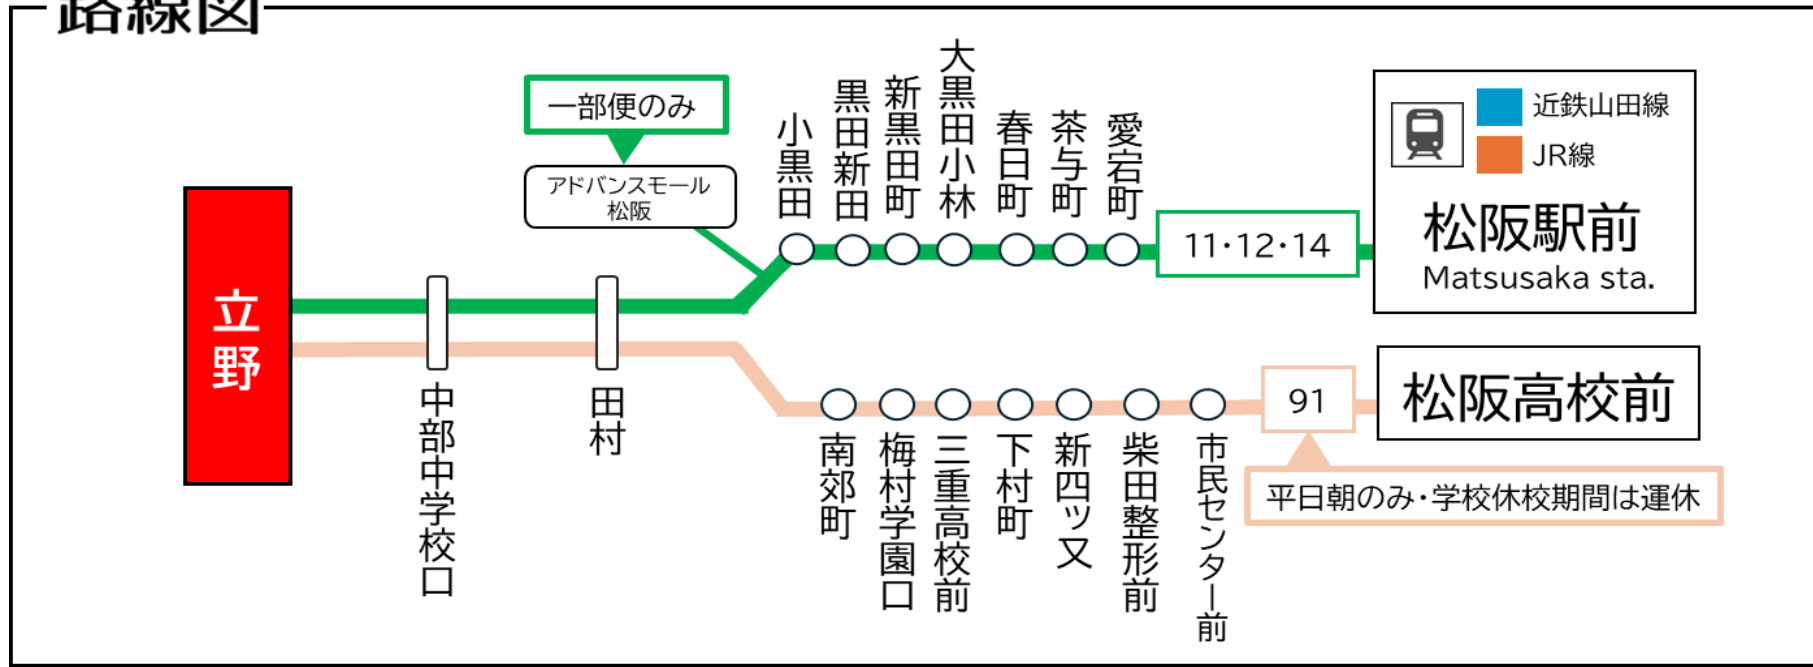 路線図
一部便のみ
アドバンスモール
松阪
立野
中部中学校口
田村
小黒田
黒田新田
新黒田町
大黒田小林
春日町
茶与町
愛宕町
11・12・14
近鉄山田線
JR線
松阪駅前
Matsusaka sta.
南郊町
梅村学園口
三重高校前
下村町
新四ッ又
柴田整形前
市民センター前
91
松阪高校前
平日朝のみ・学校休校期間は運休